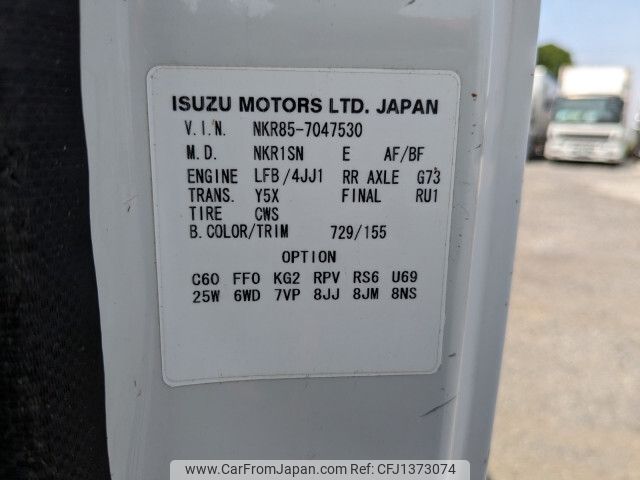 ISUZU MOTORS LTD. JAPAN
V.I.N. NKR85-7047530
M.D. NKR1SN E AF/BF
ENGINE LFB/4JJ1 RR AXLE G73
TRANS. Y5X FINAL RU1
TIRE CWS
B.COLOR/TRIM 729/155
OPTION
C60 FF0 KG2 RPV RS6 U69
25W 6WD 7VP 8JJ 8JM 8NS
www.CarFromJapan.com - CFJ1373074